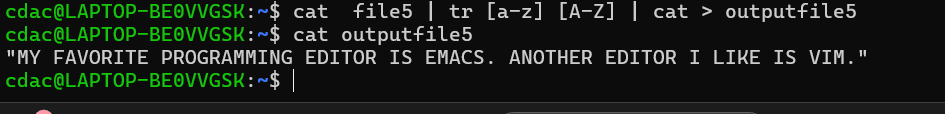 cdac@LAPTOP-BE0VVGSK:~$ cat  file5 | tr [a-z] [A-Z] | cat > outputfile5
cdac@LAPTOP-BE0VVGSK:~$ cat outputfile5
"MY FAVORITE PROGRAMMING EDITOR IS EMACS. ANOTHER EDITOR I LIKE IS VIM."
cdac@LAPTOP-BE0VVGSK:~$